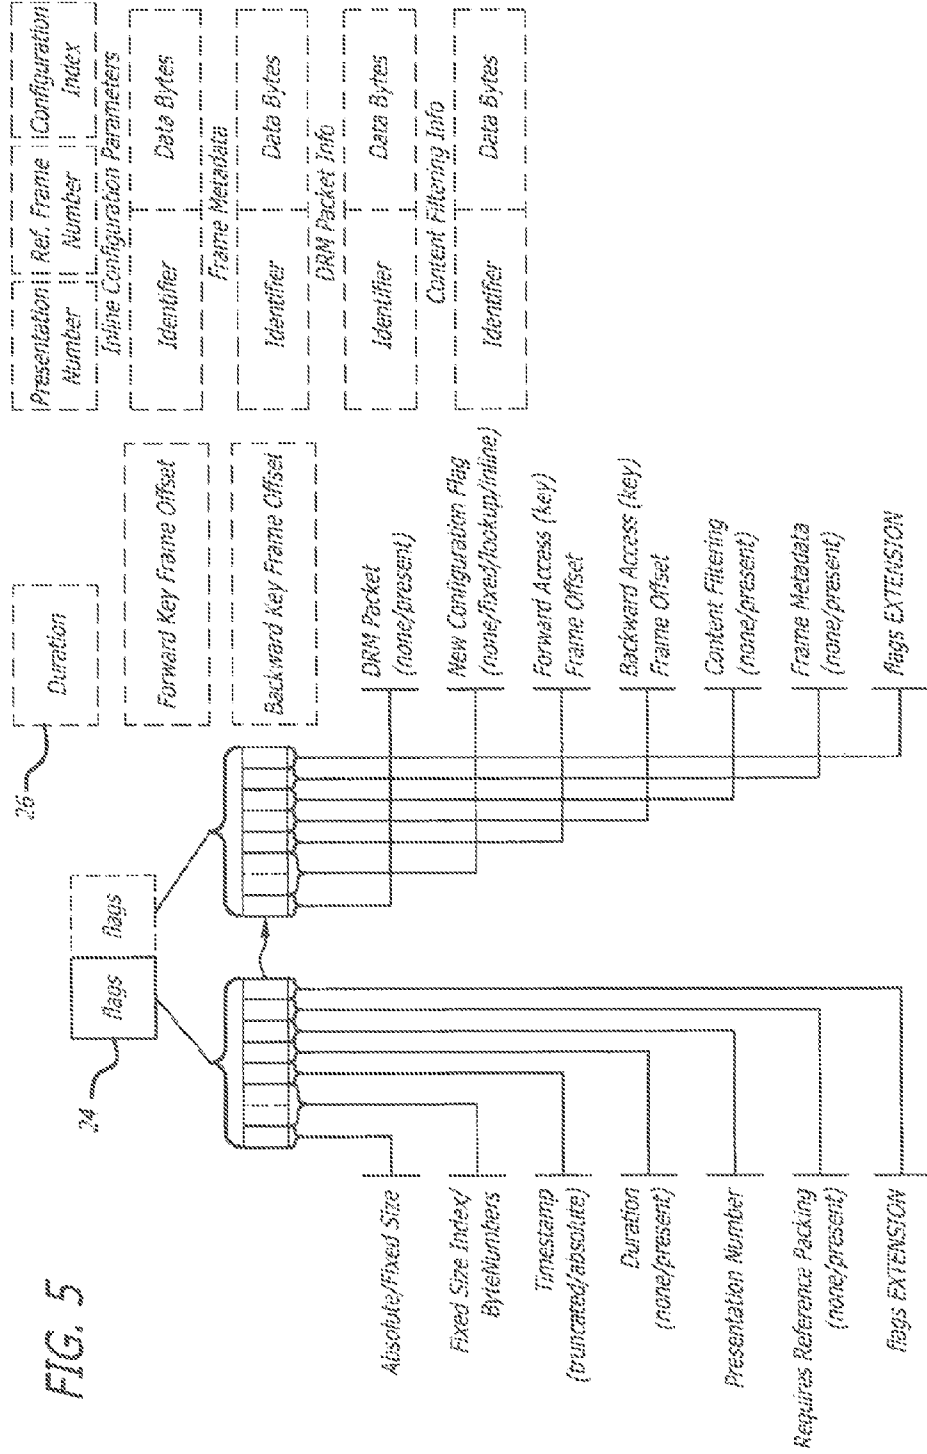 FIG. 5
24
flags
flags
26
Duration
Presentation
Number
Ref. Frame
Number
Configuration
Index
Forward Key Frame Offset
Inline Configuration Parameters
Identifier
Data Bytes
Backward Key Frame Offset
Frame Metadata
Identifier
Data Bytes
DRM Packet Info
Identifier
Data Bytes
Content Filtering Info
Identifier
Data Bytes
Absolute/Fixed Size
Fixed Size Index/
ByteNumbers
Timestamp
(truncated/absolute)
Duration
(none/present)
Presentation Number
Requires Reference Packing
(none/present)
flags EXTENSION
DRM Packet
(none/present)
New Configuration Flag
(none/fixed/lookup/inline)
Forward Access (key)
Frame Offset
Backward Access (key)
Frame Offset
Content Filtering
(none/present)
Frame Metadata
(none/present)
flags EXTENSION